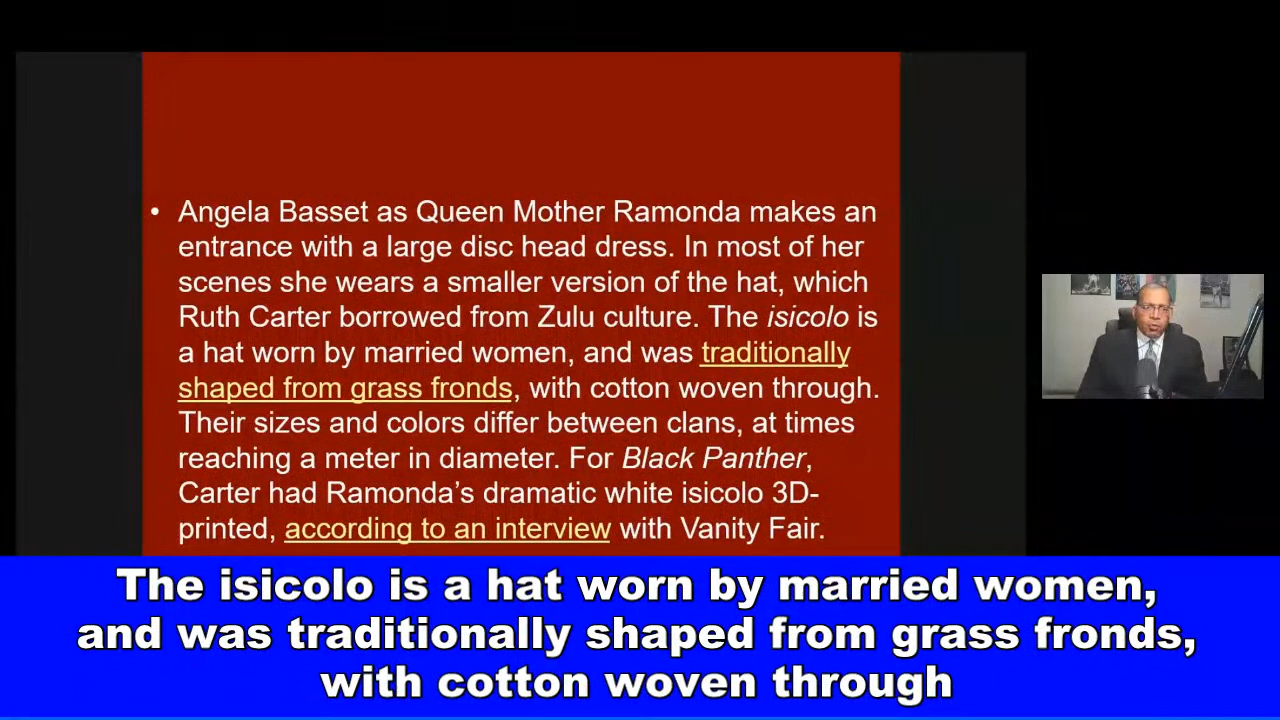 • Angela Basset as Queen Mother Ramonda makes an
entrance with a large disc head dress. In most of her
scenes she wears a smaller version of the hat, which
Ruth Carter borrowed from Zulu culture. The isicolo is
a hat worn by married women, and was traditionally
shaped from grass fronds, with cotton woven through.
Their sizes and colors differ between clans, at times
reaching a meter in diameter. For Black Panther,
Carter had Ramonda’s dramatic white isicolo 3D-
printed, according to an interview with Vanity Fair.
The isicolo is a hat worn by married women,
and was traditionally shaped from grass fronds,
with cotton woven through